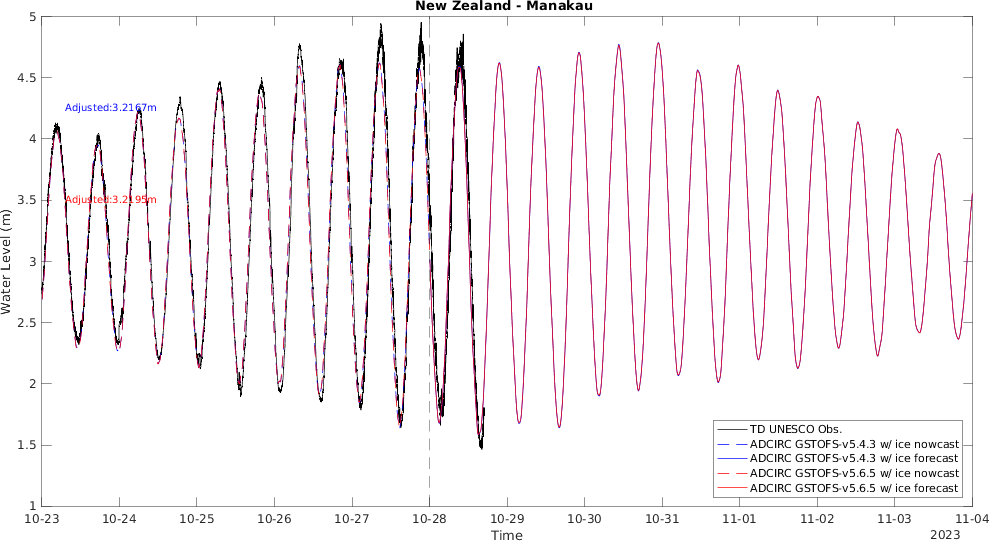 New Zealand - Manakau
5
4.5
4
3.5
3
2.5
2
1.5
1
Water Level (m)
Adjusted:3.2167m
Adjusted:3.2195m
TD UNESCO Obs.
ADCIRC GSTOFS-v5.4.3 w/ ice nowcast
ADCIRC GSTOFS-v5.4.3 w/ ice forecast
ADCIRC GSTOFS-v5.6.5 w/ ice nowcast
ADCIRC GSTOFS-v5.6.5 w/ ice forecast
10-23 10-24 10-25 10-26 10-27 10-28 10-29 10-30 10-31 11-01 11-02 11-03 11-04
Time
2023